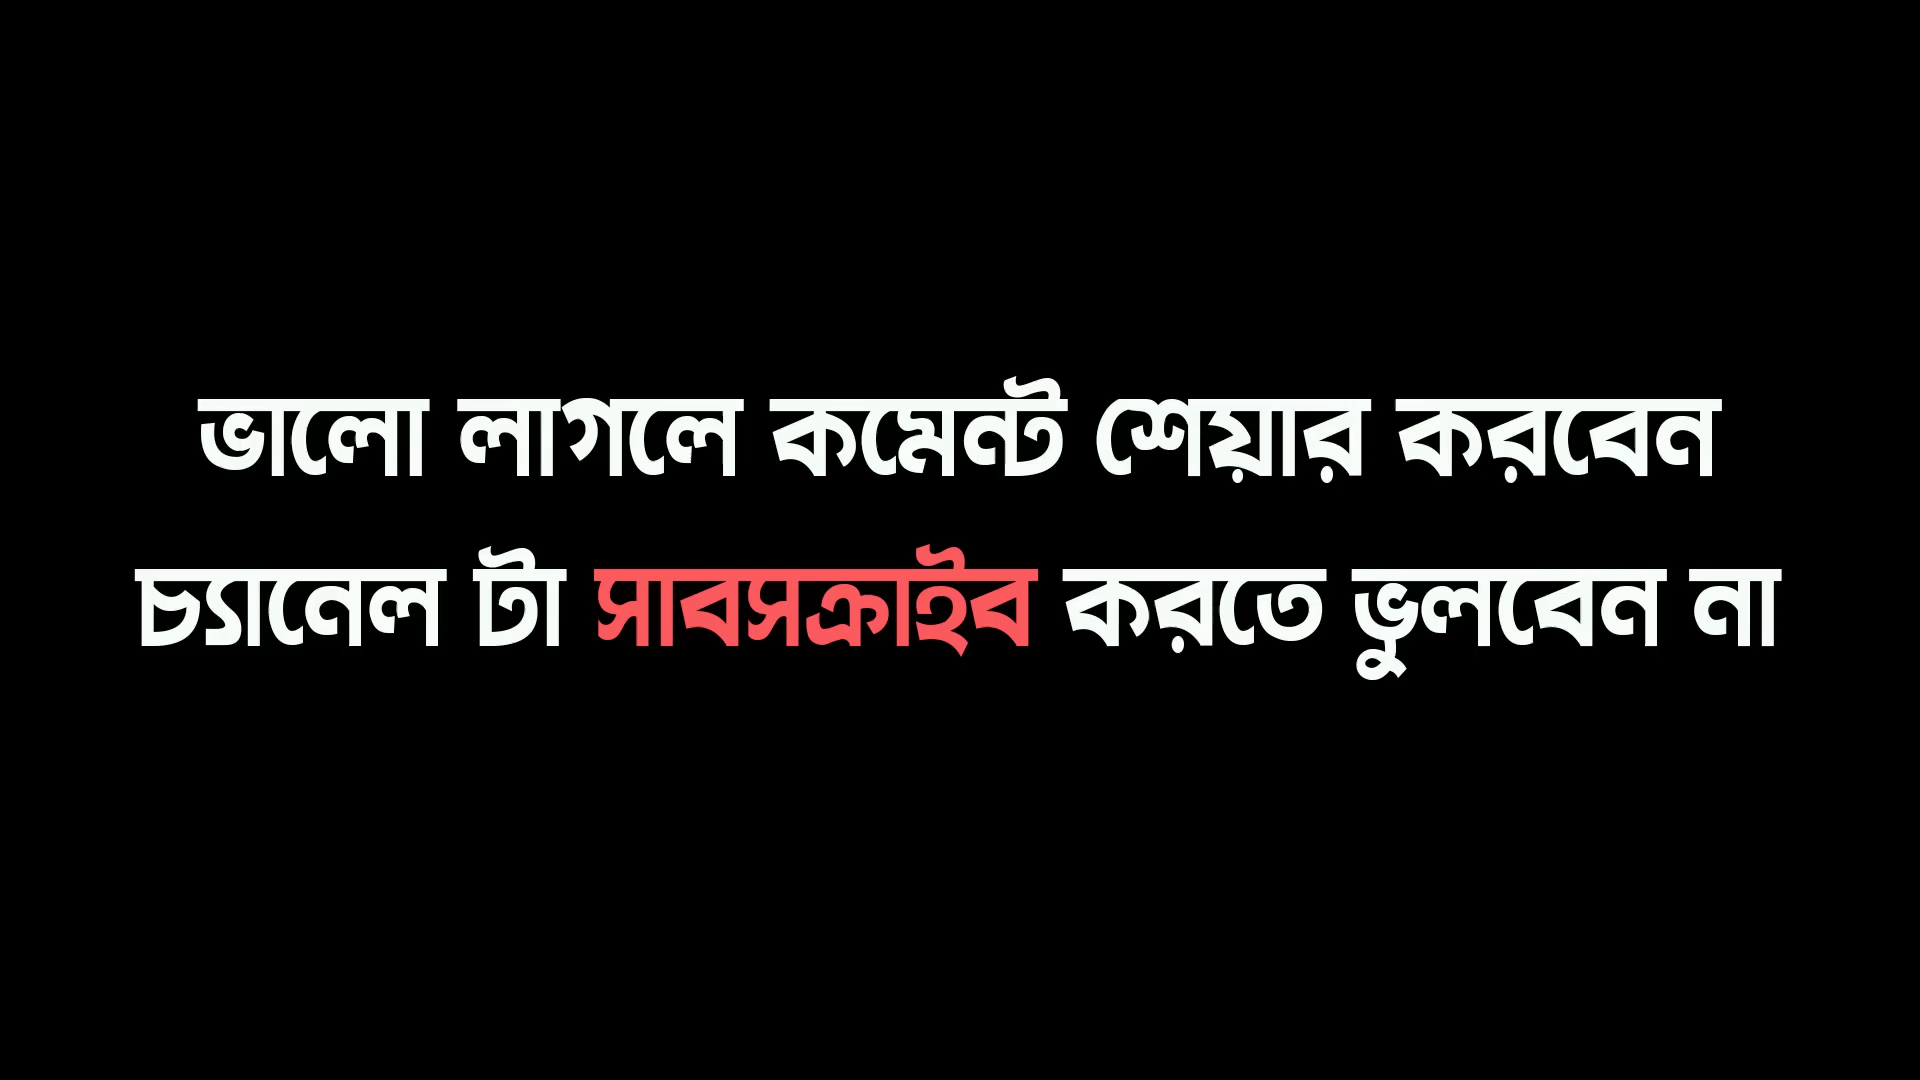 ভালো লাগলে কমেন্ট শেয়ার করবেন
চ্যানেল টা সাবসক্রাইব করতে ভুলবেন না